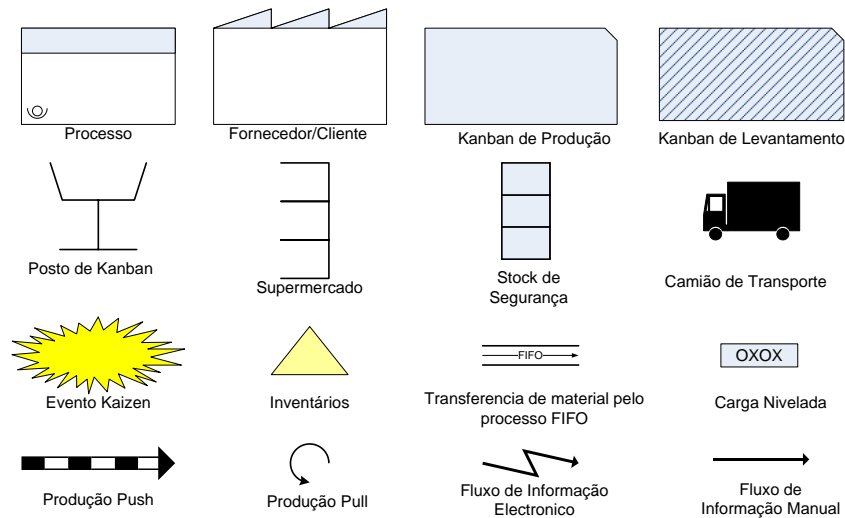 Processo
Fornecedor/Cliente
Kanban de Produção
Kanban de Levantamento
Posto de Kanban
Supermercado
Stock de
Segurança
Camião de Transporte
Evento Kaizen
Inventários
FIFO
Transferencia de material pelo
processo FIFO
OXOX
Carga Nivelada
Produção Push
Produção Pull
Fluxo de Informação
Electronico
Fluxo de
Informação Manual